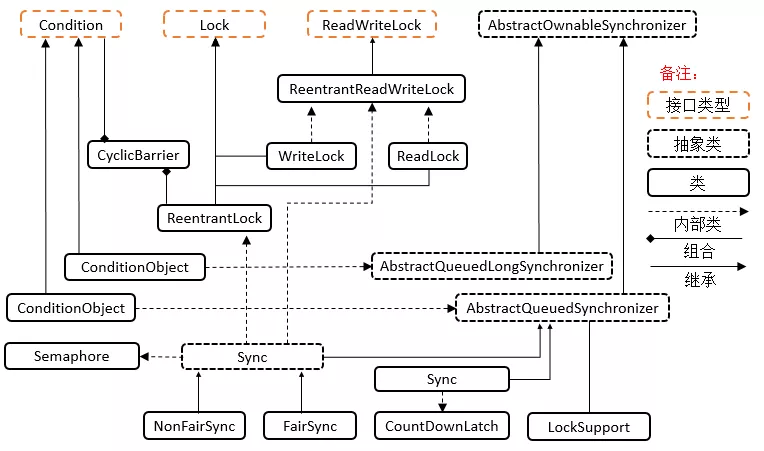 Condition
Lock
ReadWriteLock
AbstractOwnableSynchronizer
备注：
ReentrantReadWriteLock
接口类型
抽象类
CyclicBarrier
WriteLock
ReadLock
类
ReentrantLock
内部类
组合
ConditionObject
AbstractQueuedLongSynchronizer
继承
ConditionObject
AbstractQueuedSynchronizer
Semaphore
Sync
Sync
NonFairSync
FairSync
CountDownLatch
LockSupport